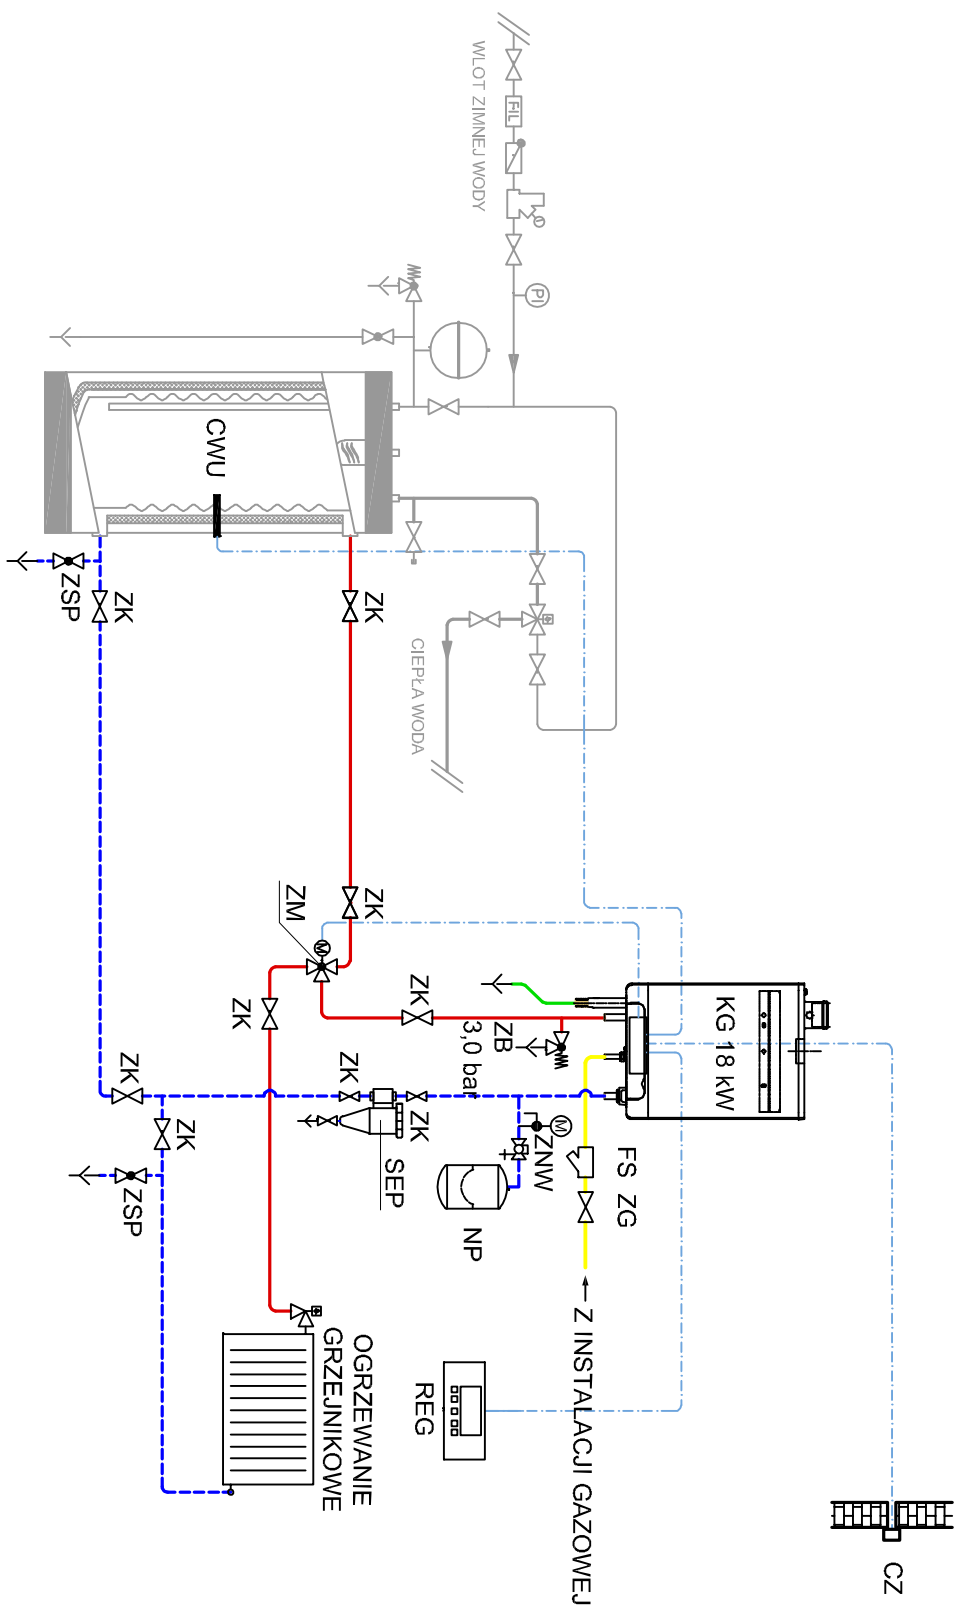 CZ
KG 18 kW
FS
ZG
Z INSTALACJI GAZOWEJ
PI
FIL
WLOT ZIMNEJ WODY
M
ZNW
ZB
3,0 bar
NP
CIEPŁA WODA
REG
ZK
ZK
ZK
ZK
SEP
ZK
M
ZM
OGRZEWANIE
GRZEJNIKOWE
CWU
ZK
ZK
ZK
ZK
ZSP
ZSP